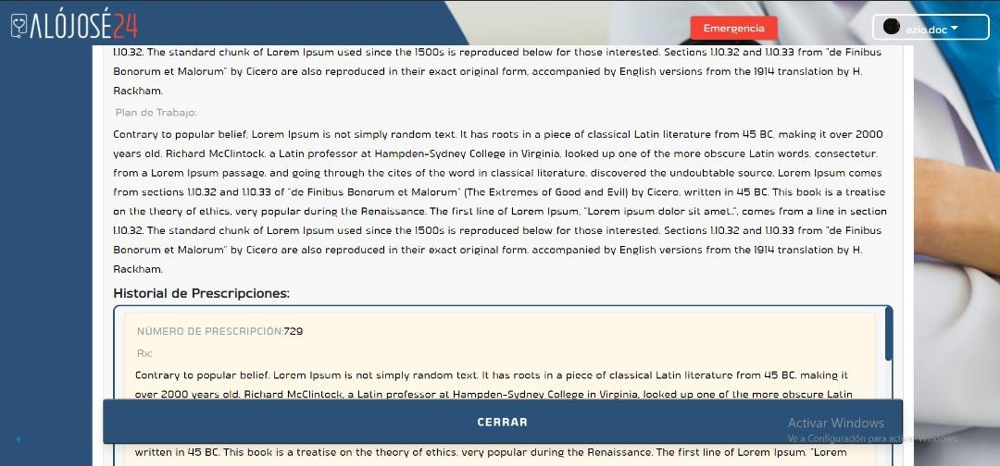 ALÓJOSÉ24
Emergencia
ezio.doc
1.10.32. The standard chunk of Lorem Ipsum used since the 1500s is reproduced below for those interested. Sections 1.10.32 and 1.10.33 from "de Finibus
Bonorum et Malorum" by Cicero are also reproduced in their exact original form, accompanied by English versions from the 1914 translation by H.
Rackham.
Plan de Trabajo:
Contrary to popular belief, Lorem Ipsum is not simply random text. It has roots in a piece of classical Latin literature from 45 BC, making it over 2000
years old. Richard McClintock, a Latin professor at Hampden-Sydney College in Virginia, looked up one of the more obscure Latin words, consectetur,
from a Lorem Ipsum passage, and going through the cites of the word in classical literature, discovered the undoubtable source. Lorem Ipsum comes
from sections 1.10.32 and 1.10.33 of "de Finibus Bonorum et Malorum" (The Extremes of Good and Evil) by Cicero, written in 45 BC. This book is a treatise
on the theory of ethics, very popular during the Renaissance. The first line of Lorem Ipsum, "Lorem ipsum dolor sit amet..", comes from a line in section
1.10.32. The standard chunk of Lorem Ipsum used since the 1500s is reproduced below for those interested. Sections 1.10.32 and 1.10.33 from "de Finibus
Bonorum et Malorum" by Cicero are also reproduced in their exact original form, accompanied by English versions from the 1914 translation by H.
Rackham.
Historial de Prescripciones:
NÚMERO DE PRESCRIPCIÓN:729
Rx:
Contrary to popular belief, Lorem Ipsum is not simply random text. It has roots in a piece of classical Latin literature from 45 BC, making it
over 2000 years old. Richard McClintock, a Latin professor at Hampden-Sydney College in Virginia, looked up one of the more obscure Latin
CERRAR
Activar Windows
Ve a Configuración para activar Windows.
written in 45 BC. This book is a treatise on the theory of ethics, very popular during the Renaissance. The first line of Lorem Ipsum, "Lorem